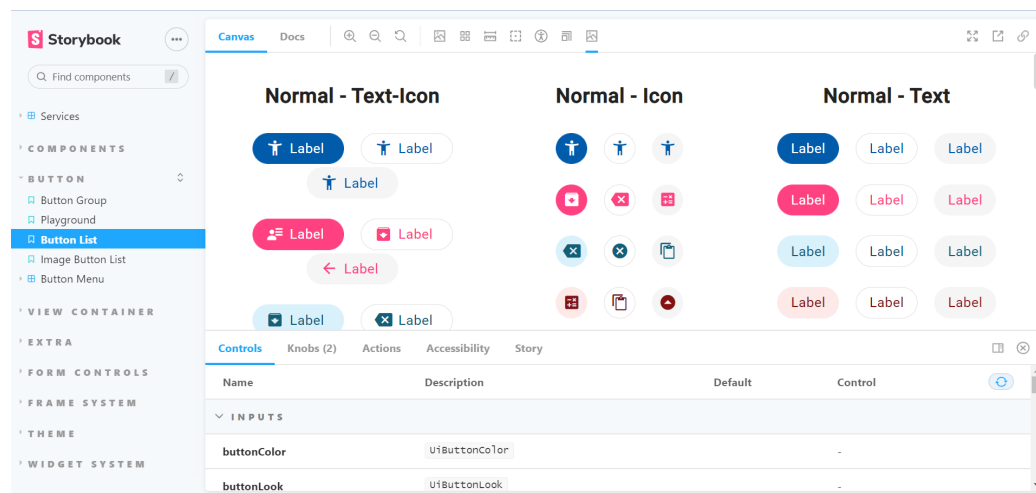 Storybook
Find components
/
Services
COMPONENTS
BUTTON
Button Group
Playground
Button List
Image Button List
Button Menu
VIEW CONTAINER
EXTRA
FORM CONTROLS
FRAME SYSTEM
THEME
WIDGET SYSTEM
Canvas Docs
Normal - Text-Icon Normal - Icon Normal - Text
Label Label Label Label Label
Label
Label Label Label
Label Label
Label
Label Label Label
Label Label
Label Label Label
Controls Knobs (2) Actions Accessibility Story
Name Description Default Control
INPUTS
buttonColor UiButtonColor -
buttonLook UiButtonLook -